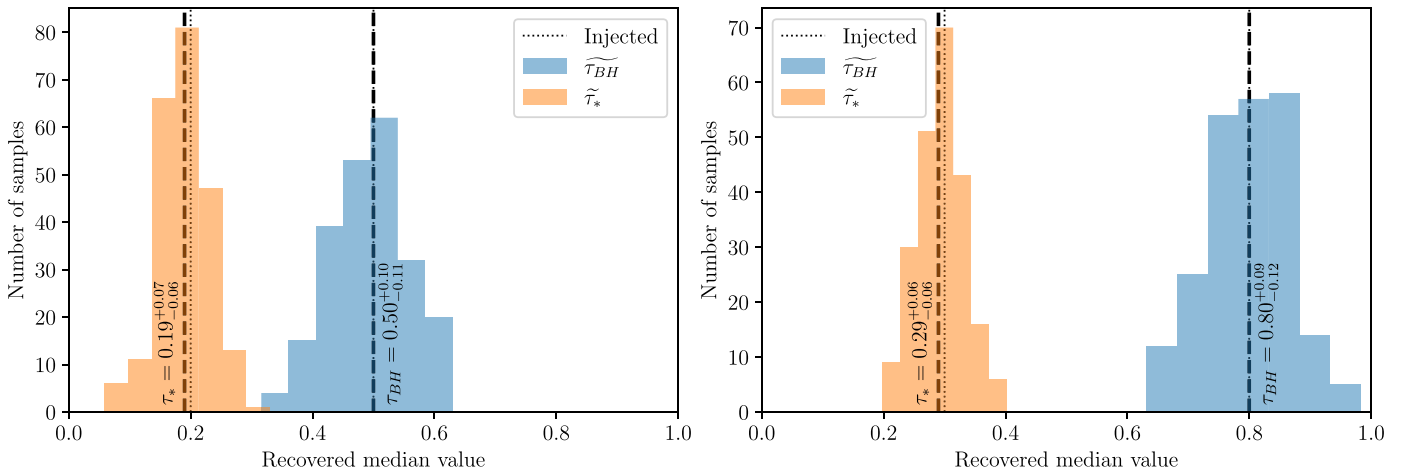 80
70
60
50
40
30
20
10
0
Number of samples
Injected
$\widetilde{\tau_{BH}}$
$\widetilde{\tau}_*$
$\tau_* = 0.19^{+0.07}_{-0.06}$
$\tau_{BH} = 0.50^{+0.10}_{-0.11}$
0.0 0.2 0.4 0.6 0.8 1.0
Recovered median value
70
60
50
40
30
20
10
0
Number of samples
Injected
$\widetilde{\tau_{BH}}$
$\widetilde{\tau}_*$
$\tau_* = 0.29^{+0.06}_{-0.06}$
$\tau_{BH} = 0.80^{+0.09}_{-0.12}$
0.0 0.2 0.4 0.6 0.8 1.0
Recovered median value